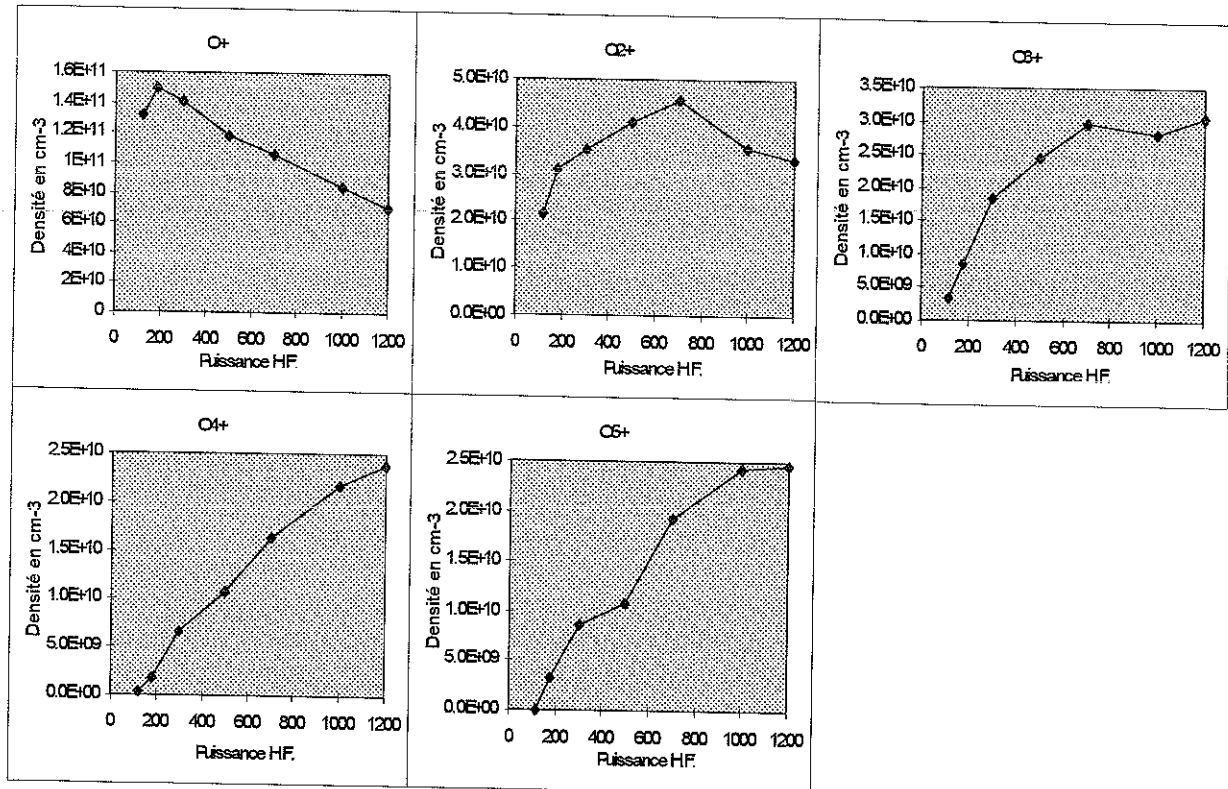 O+
Densité en cm-3
1.6E+11
1.4E+11
1.2E+11
1E+11
8E+10
6E+10
4E+10
2E+10
0
0 200 400 600 800 1000 1200
Puissance H.F.
O2+
Densité en cm-3
5.0E+10
4.0E+10
3.0E+10
2.0E+10
1.0E+10
0.0E+00
0 200 400 600 800 1000 1200
Puissance H.F.
O3+
Densité en cm-3
3.5E+10
3.0E+10
2.5E+10
2.0E+10
1.5E+10
1.0E+10
5.0E+09
0.0E+00
0 200 400 600 800 1000 1200
Puissance H.F.
O4+
Densité en cm-3
2.5E+10
2.0E+10
1.5E+10
1.0E+10
5.0E+09
0.0E+00
0 200 400 600 800 1000 1200
Puissance H.F.
O5+
Densité en cm-3
2.5E+10
2.0E+10
1.5E+10
1.0E+10
5.0E+09
0.0E+00
0 200 400 600 800 1000 1200
Puissance H.F.